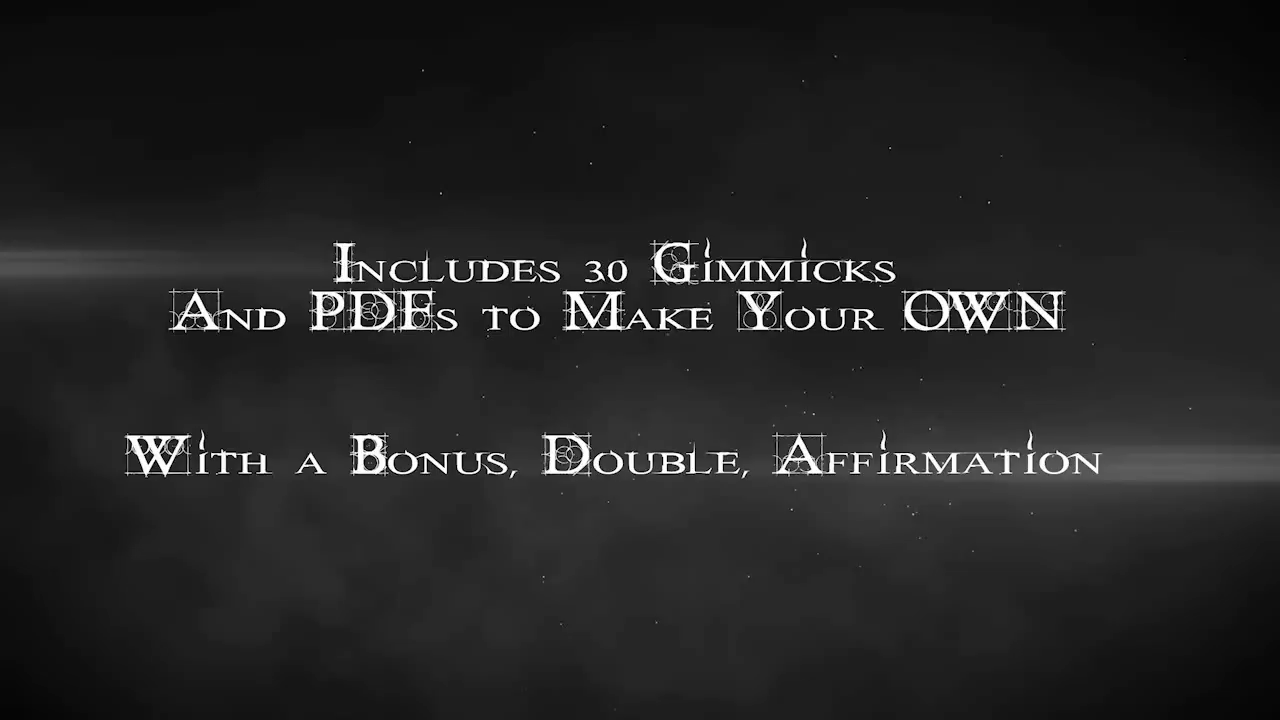 Includes 30 Gimmicks
And PDFs to Make Your OWN
With a Bonus, Double, Affirmation